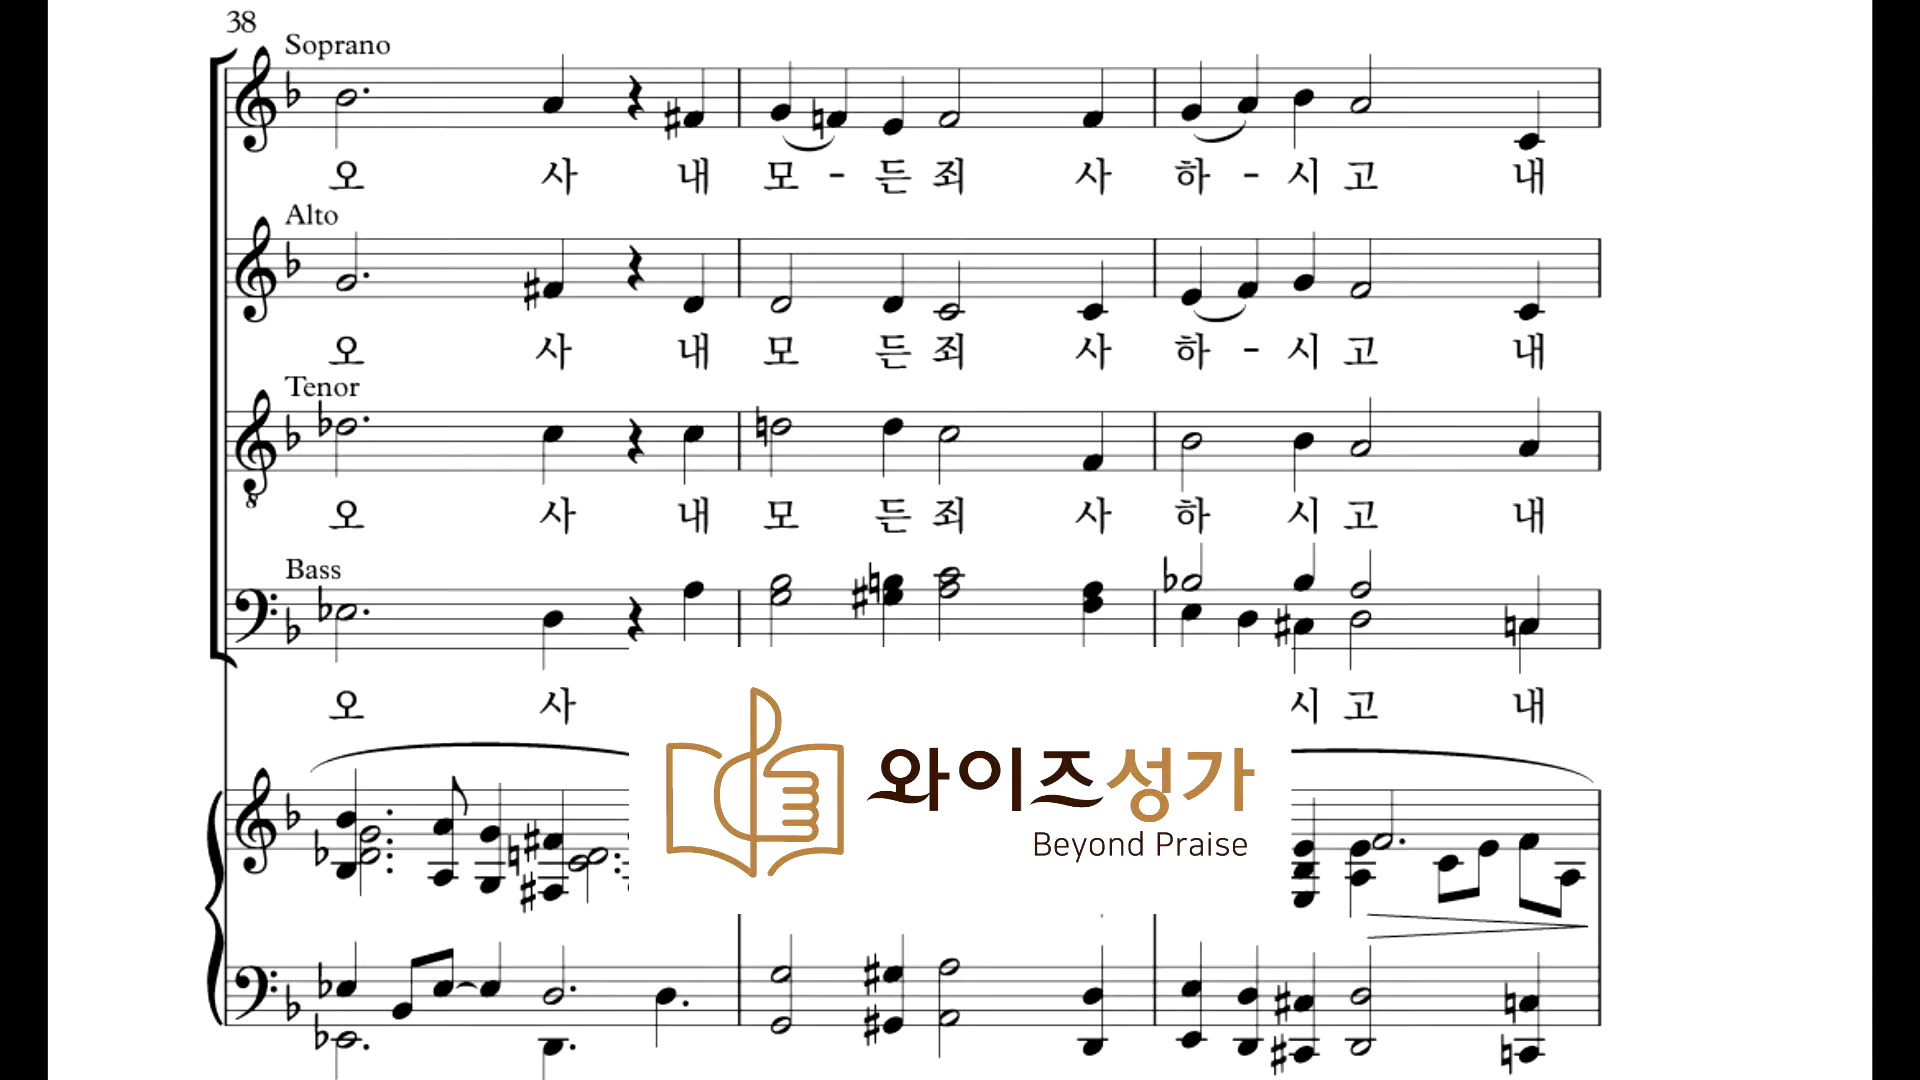 38
Soprano
오 사 내 모 - 든 죄 사 하 - 시 고 내
Alto
오 사 내 모 든 죄 사 하 - 시 고 내
Tenor
오 사 내 모 든 죄 사 하 시 고 내
Bass
오 사 시 고 내
와이즈성가
Beyond Praise